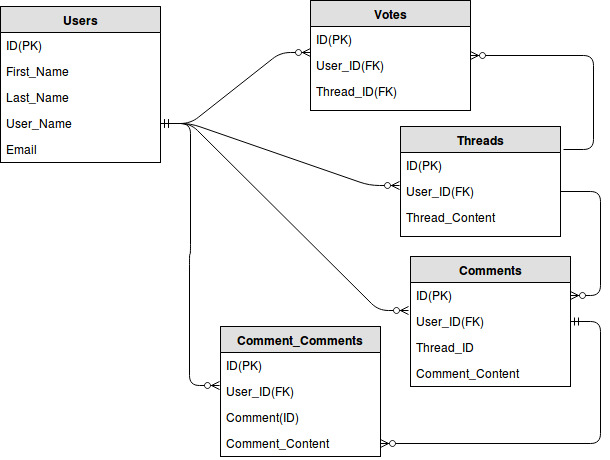 Users
ID(PK)
First_Name
Last_Name
User_Name
Email
Votes
ID(PK)
User_ID(FK)
Thread_ID(FK)
Threads
ID(PK)
User_ID(FK)
Thread_Content
Comments
ID(PK)
User_ID(FK)
Thread_ID
Comment_Content
Comment_Comments
ID(PK)
User_ID(FK)
Comment(ID)
Comment_Content